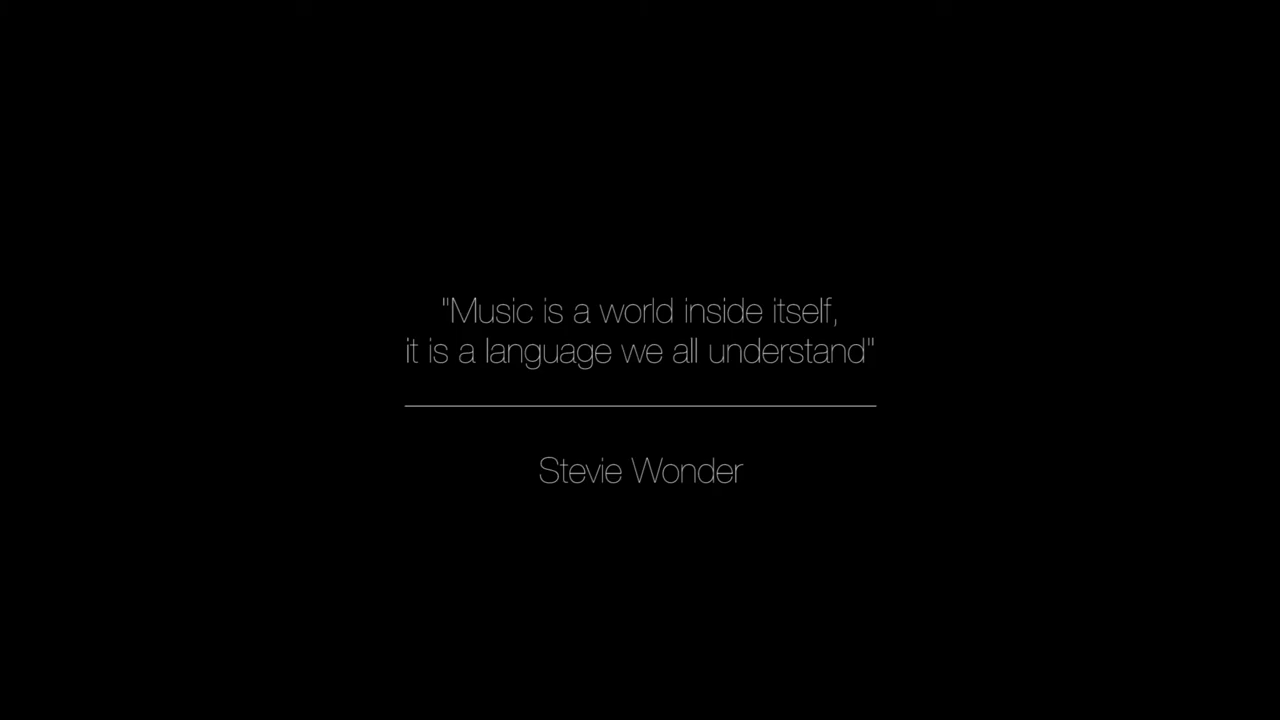 "Music is a world inside itself,
it is a language we all understand"
Stevie Wonder